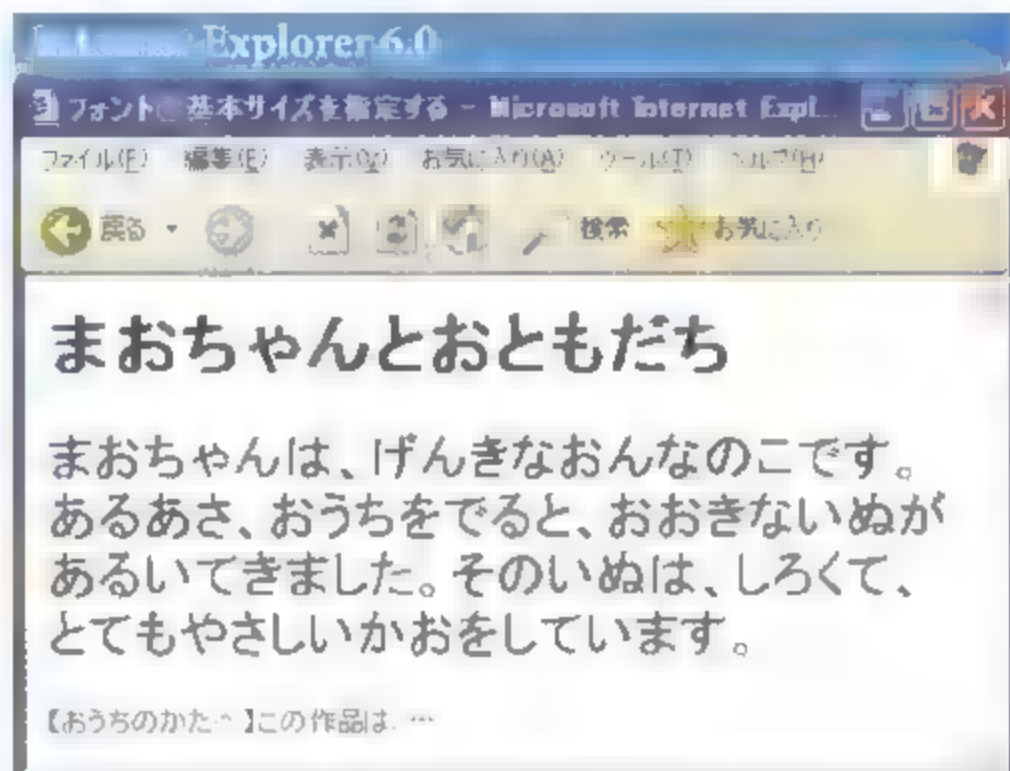 Internet Explorer 6.0
フォントの基本サイズを指定する - Microsoft Internet Expl...
ファイル(F) 編集(E) 表示(V) お気に入り(A) ツール(T) ヘルプ(H)
戻る 検索 お気に入り
まおちゃんとおともだち
まおちゃんは、げんきなおんなのこです。
あるあさ、おうちをでると、おおきないぬが
あるいてきました。そのいぬは、しろくて、
とてもやさしいかおをしています。
【おうちのかたへ】この作品は…